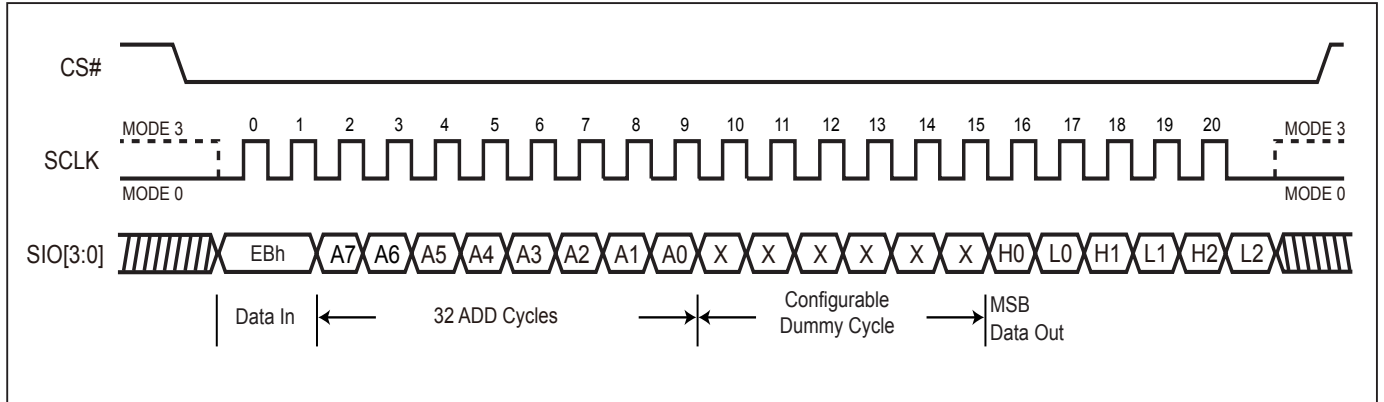 CS#
MODE 3 0 1 2 3 4 5 6 7 8 9 10 11 12 13 14 15 16 17 18 19 20 MODE 3
SCLK
MODE 0 MODE 0
SIO[3:0] EBh A7 A6 A5 A4 A3 A2 A1 A0 X X X X X X H0 L0 H1 L1 H2 L2
Data In 32 ADD Cycles Configurable
Dummy Cycle
MSB
Data Out